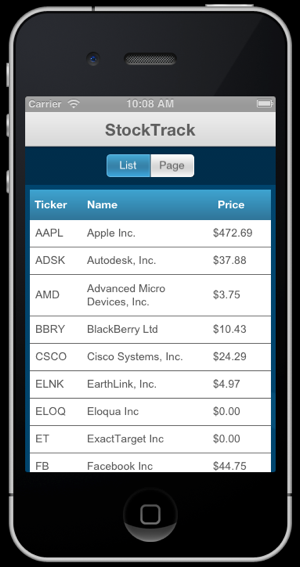 Carrier 10:08 AM
StockTrack
List Page
Ticker Name Price
AAPL Apple Inc. $472.69
ADSK Autodesk, Inc. $37.88
AMD Advanced Micro Devices, Inc. $3.75
BBRY BlackBerry Ltd $10.43
CSCO Cisco Systems, Inc. $24.29
ELNK EarthLink, Inc. $4.97
ELOQ Eloqua Inc $0.00
ET ExactTarget Inc $0.00
FB Facebook Inc $44.75